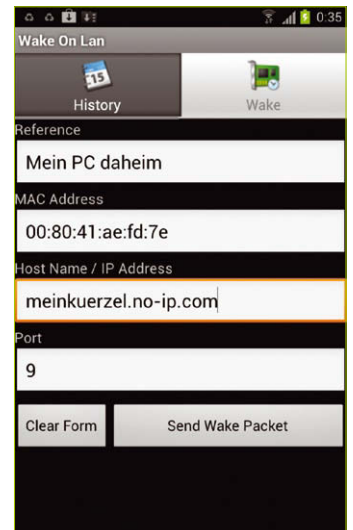 0:35
Wake On Lan
:15
History
Wake
Reference
Mein PC daheim
MAC Address
00:80:41:ae:fd:7e
Host Name / IP Address
meinkuerzel.no-ip.com
Port
9
Clear Form
Send Wake Packet